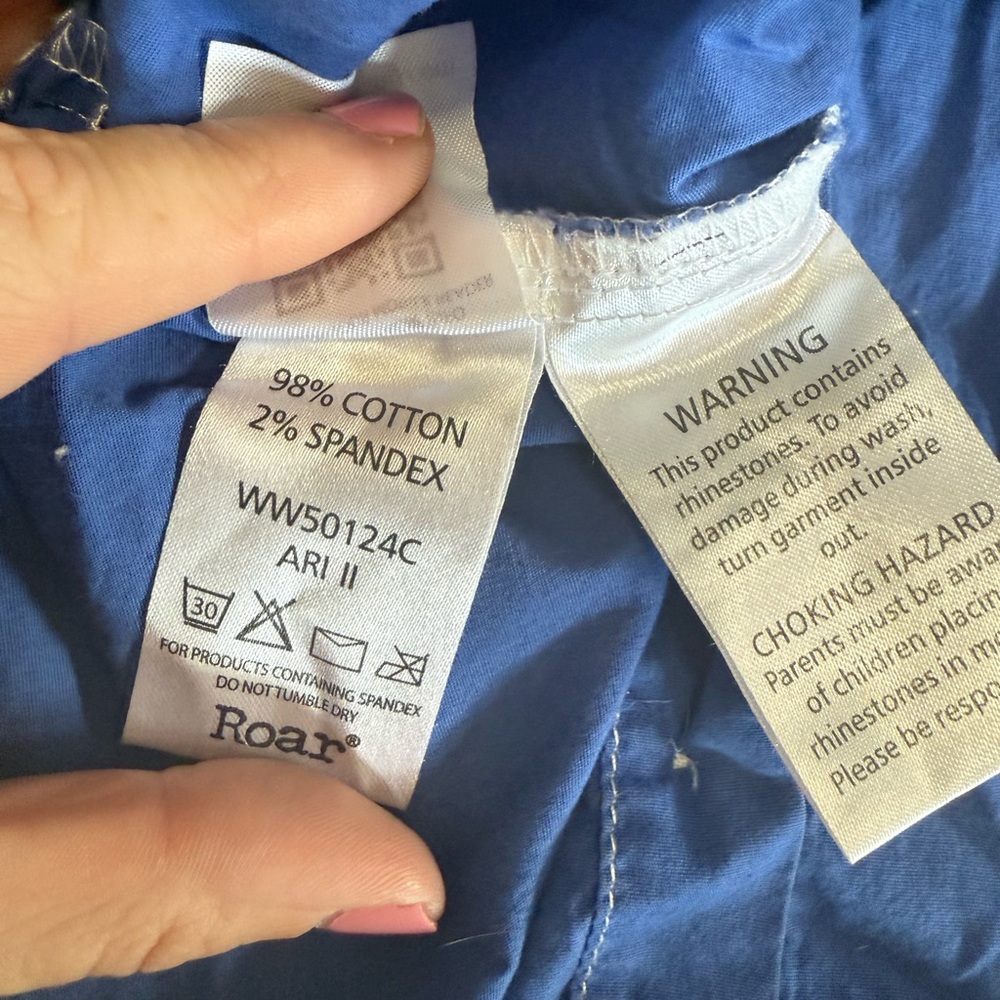 98% COTTON
2% SPANDEX
WW50124C
ARI II
30
FOR PRODUCTS CONTAINING SPANDEX
DO NOT TUMBLE DRY
Roar®
WARNING
This product contains
rhinestones. To avoid
damage during wash,
turn garment inside
out.
CHOKING HAZARD
Parents must be
of children
rhinestones in
Please be